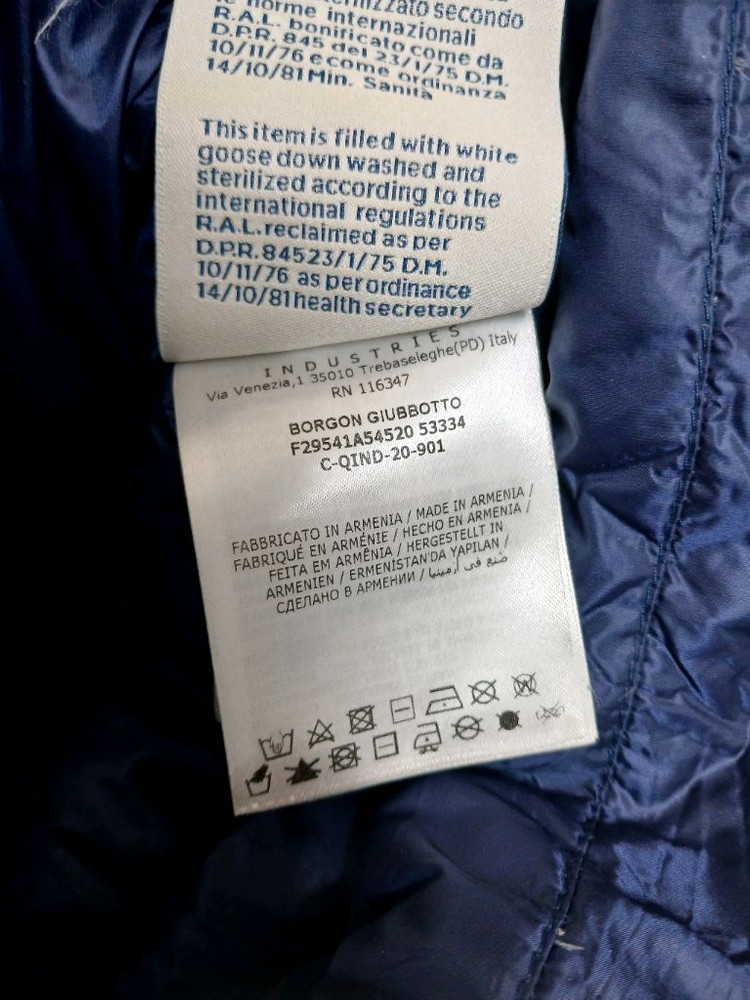 secondo
le norme internazionali
R.A.L. bonificato come da
D.P.R. 845 del 23/1/75 D.M.
10/11/76 e come ordinanza
14/10/81 Min. Sanità
This item is filled with white
goose down washed and
sterilized according to the
international regulations
R.A.L. reclaimed as per
D.P.R. 84523/1/75 D.M.
10/11/76 as per ordinance
14/10/81 health secretary
INDUSTRIES
Via Venezia,1 35010 Trebaseleghe(PD) Italy
RN 116347
BORGON GIUBBOTTO
F29541A54520 53334
C-QIND-20-901
FABBRICATO IN ARMENIA / MADE IN ARMENIA /
FABRIQUÉ EN ARMÉNIE / HECHO EN ARMENIA /
FEITA EM ARMÊNIA / HERGESTELLT IN
ARMENIEN / ERMENİSTAN'DA YAPILAN /
СДЕЛАНО В АРМЕНИИ / صنع في أرمينيا